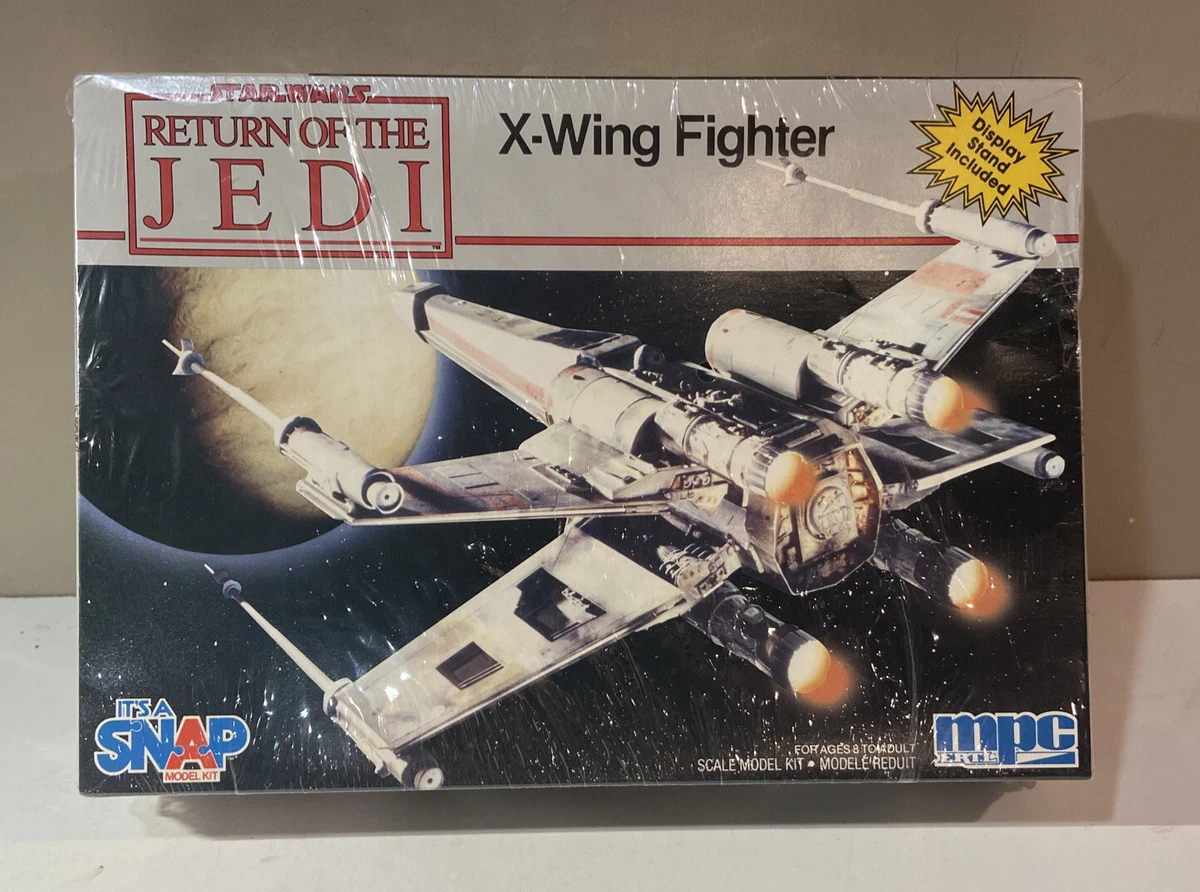 STAR WARS
RETURN OF THE
JEDI
TM
X-Wing Fighter
Display
Stand
Included
IT'S A
SNAP
MODEL KIT
FOR AGES 8 TO ADULT
SCALE MODEL KIT • MODELE REDUIT
mpc
ERTL